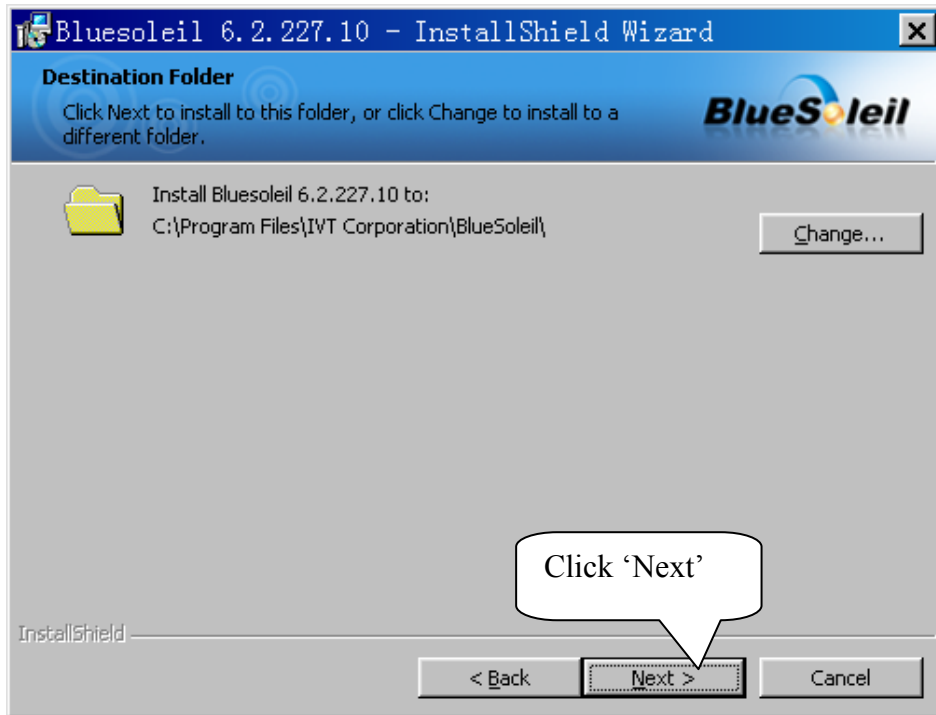 Bluesoleil 6.2.227.10 - InstallShield Wizard
Destination Folder
Click Next to install to this folder, or click Change to install to a
different folder.
BlueSoleil
Install Bluesoleil 6.2.227.10 to:
C:\Program Files\IVT Corporation\BlueSoleil\
Change...
Click ‘Next’
InstallShield
< Back
Next >
Cancel